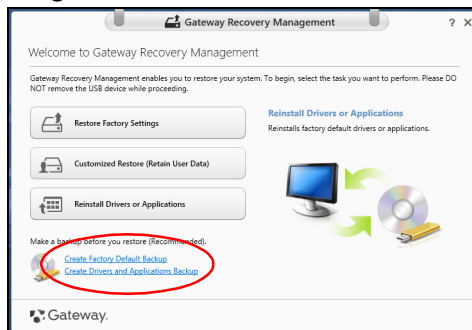 Gateway Recovery Management
? X
Welcome to Gateway Recovery Management
Gateway Recovery Management enables you to restore your system. To begin, select the task you want to perform. Please DO
NOT remove the USB device while proceeding.
Restore Factory Settings
Customized Restore (Retain User Data)
Reinstall Drivers or Applications
Reinstall Drivers or Applications
Reinstalls factory default drivers or applications.
Make a backup before you restore (Recommended).
Create Factory Default Backup
Create Drivers and Applications Backup
Gateway.